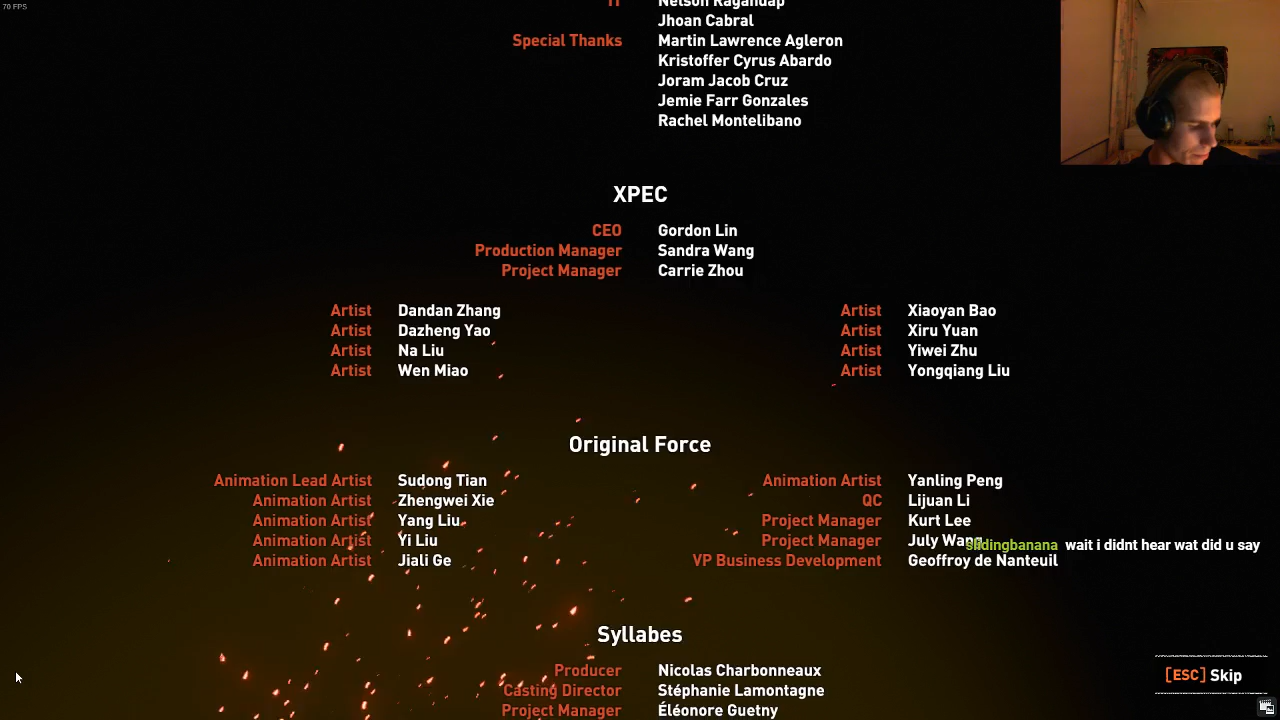 70 FPS
IT Nelson Ragandap
Jhoan Cabral
Special Thanks Martin Lawrence Agleron
Kristoffer Cyrus Abardo
Joram Jacob Cruz
Jemie Farr Gonzales
Rachel Montelibano
XPEC
CEO Gordon Lin
Production Manager Sandra Wang
Project Manager Carrie Zhou
Artist Dandan Zhang Artist Xiaoyan Bao
Artist Dazheng Yao Artist Xiru Yuan
Artist Na Liu Artist Yiwei Zhu
Artist Wen Miao Artist Yongqiang Liu
Original Force
Animation Lead Artist Sudong Tian Animation Artist Yanling Peng
Animation Artist Zhengwei Xie QC Lijuan Li
Animation Artist Yang Liu Project Manager Kurt Lee
Animation Artist Yi Liu Project Manager July Wang
slidingbanana wait i didnt hear wat did u say
Animation Artist Jiali Ge VP Business Development Geoffroy de Nanteuil
Syllabes
Producer Nicolas Charbonneaux
Casting Director Stéphanie Lamontagne
Project Manager Éléonore Guetny
[ESC] Skip